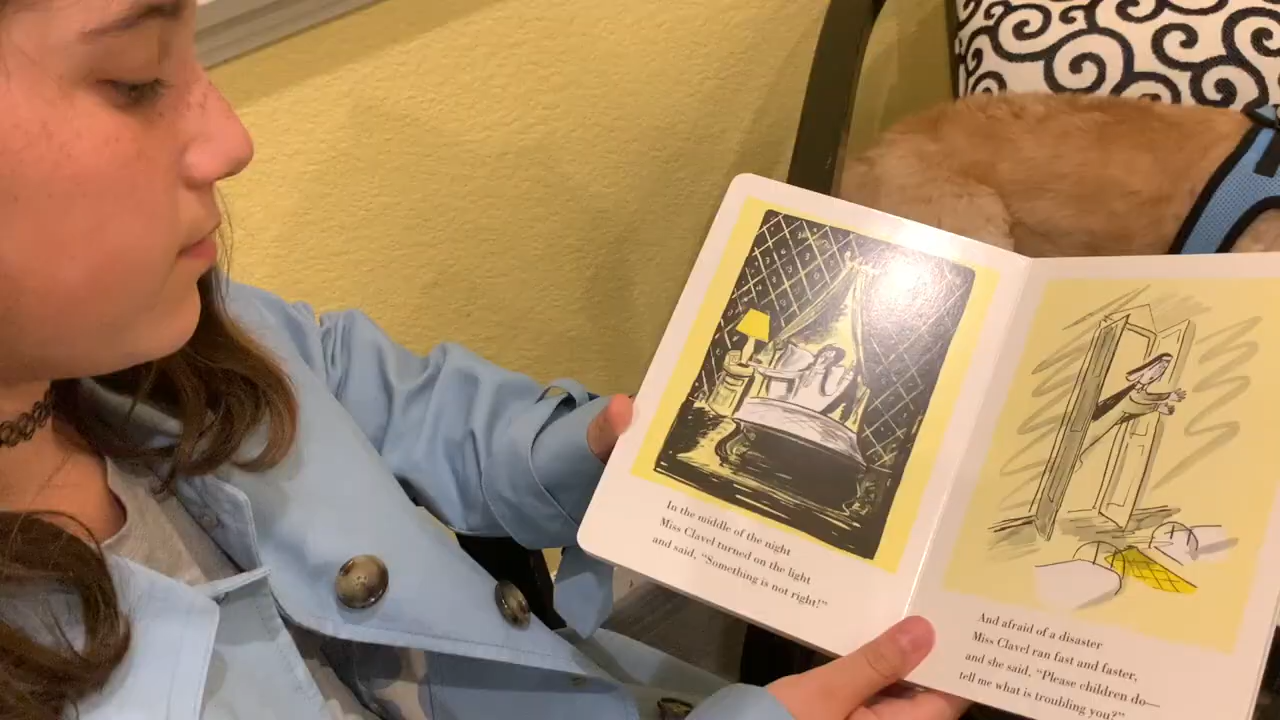 In the middle of the night
Miss Clavel turned on the light
and said, "Something is not right!"
And afraid of a disaster
Miss Clavel ran fast and faster,
and she said, "Please children do—
tell me what is troubling you?"